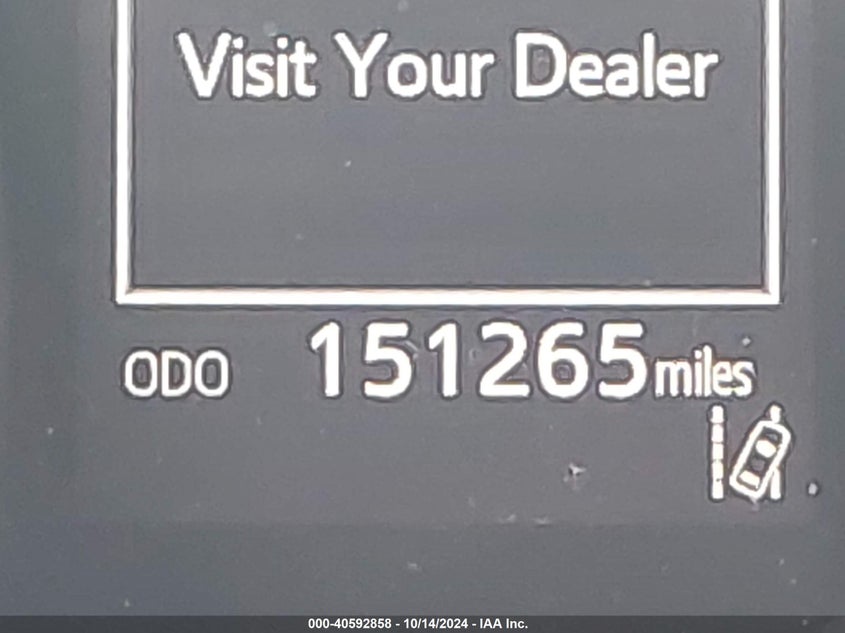 Visit Your Dealer
ODO 151265 miles
000-40592858 - 10/14/2024 - IAA Inc.